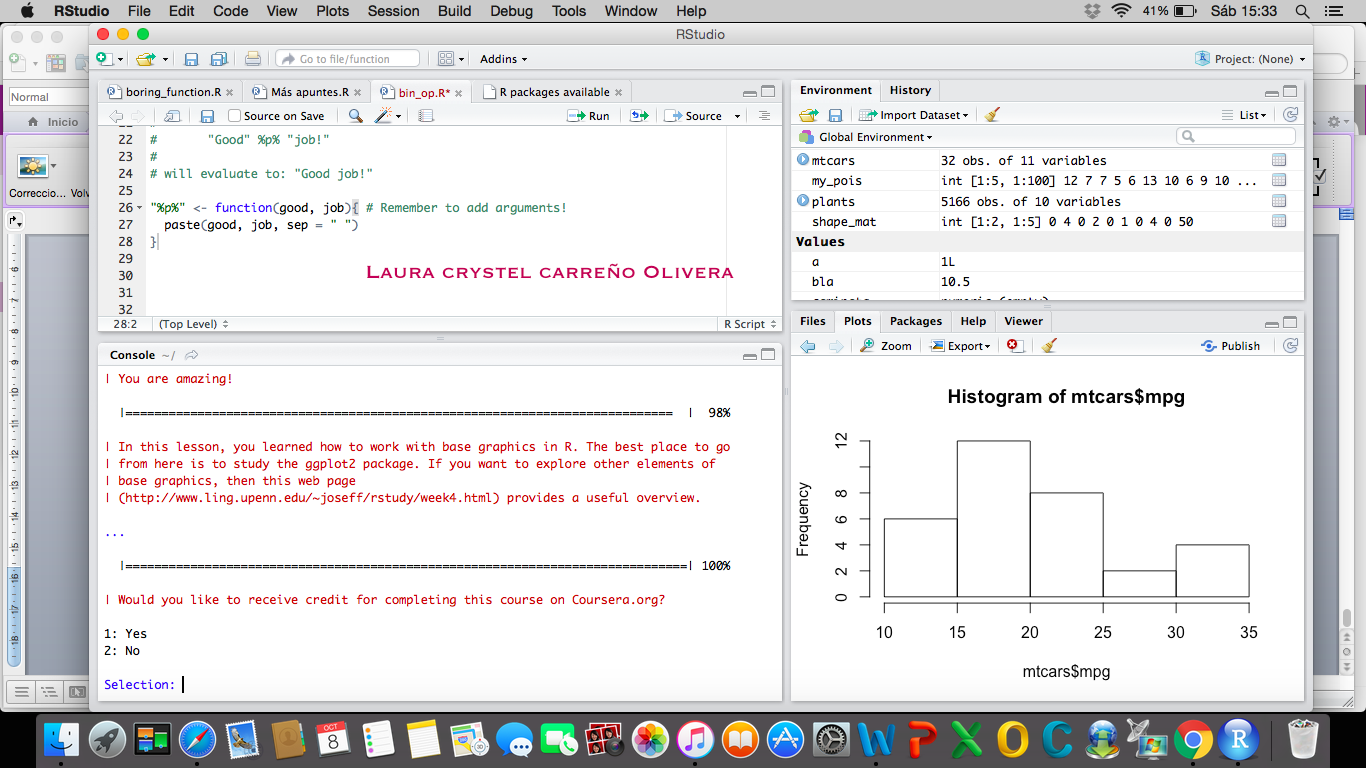 RStudio File Edit Code View Plots Session Build Debug Tools Window Help 41% Sáb 15:33
RStudio
Go to file/function Addins Project: (None)
Normal
Inicio
Correccio... Volv
boring_function.R Más apuntes.R bin_op.R* R packages available
Source on Save Run Source
22 # "Good" %p% "job!"
23 #
24 # will evaluate to: "Good job!"
25
26 "%p%" <- function(good, job){ # Remember to add arguments!
27 paste(good, job, sep = " ")
28 }
29
30
31
32
Laura crystel carreño Olivera
28:2 (Top Level) R Script
Console ~/
| You are amazing!
|=========================================================================== | 98%
| In this lesson, you learned how to work with base graphics in R. The best place to go
| from here is to study the ggplot2 package. If you want to explore other elements of
| base graphics, then this web page
| (http://www.ling.upenn.edu/~joseff/rstudy/week4.html) provides a useful overview.
...
|=============================================================================| 100%
| Would you like to receive credit for completing this course on Coursera.org?
1: Yes
2: No
Selection:
Environment History
Import Dataset List
Global Environment
mtcars 32 obs. of 11 variables
my_pois int [1:5, 1:100] 12 7 7 5 6 13 10 6 9 10 ...
plants 5166 obs. of 10 variables
shape_mat int [1:2, 1:5] 0 4 0 2 0 1 0 4 0 50
Values
a 1L
bla 10.5
Files Plots Packages Help Viewer
Zoom Export Publish
Histogram of mtcars$mpg
Frequency
12
8
6
4
2
0
10 15 20 25 30 35
mtcars$mpg
OCT
8